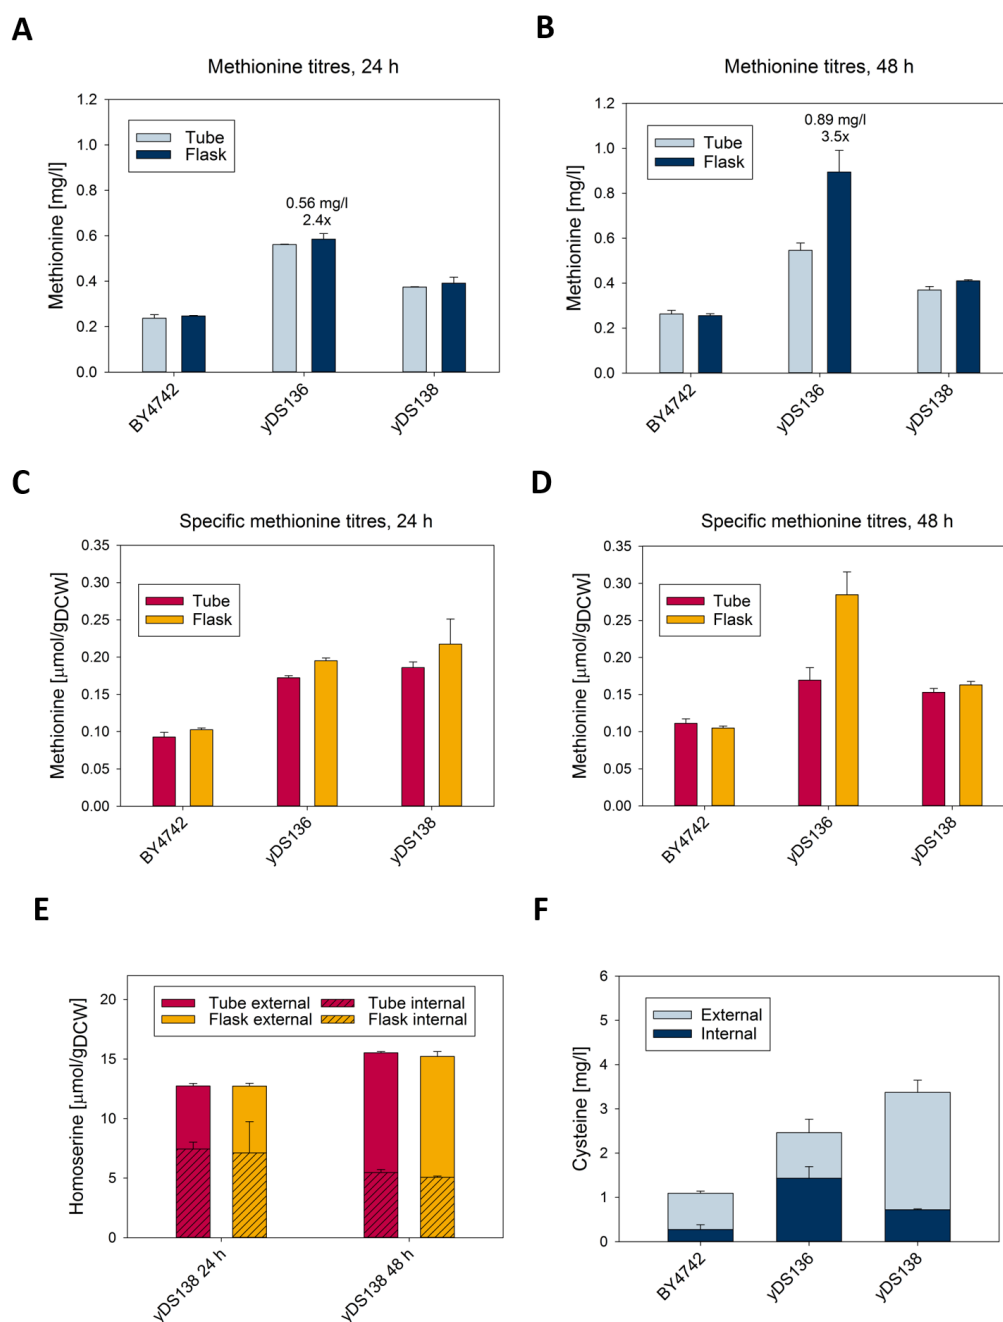 A
Methionine titres, 24 h
Methionine [mg/l]
1.2
1.0
0.8
0.6
0.4
0.2
0.0
Tube
Flask
0.56 mg/l
2.4x
BY4742
yDS136
yDS138
B
Methionine titres, 48 h
Methionine [mg/l]
1.2
1.0
0.8
0.6
0.4
0.2
0.0
Tube
Flask
0.89 mg/l
3.5x
BY4742
yDS136
yDS138
C
Specific methionine titres, 24 h
Methionine [µmol/gDCW]
0.35
0.30
0.25
0.20
0.15
0.10
0.05
0.00
Tube
Flask
BY4742
yDS136
yDS138
D
Specific methionine titres, 48 h
Methionine [µmol/gDCW]
0.35
0.30
0.25
0.20
0.15
0.10
0.05
0.00
Tube
Flask
BY4742
yDS136
yDS138
E
Homoserine [µmol/gDCW]
20
15
10
5
0
Tube external
Tube internal
Flask external
Flask internal
yDS138 24 h
yDS138 48 h
F
Cysteine [mg/l]
6
5
4
3
2
1
0
External
Internal
BY4742
yDS136
yDS138